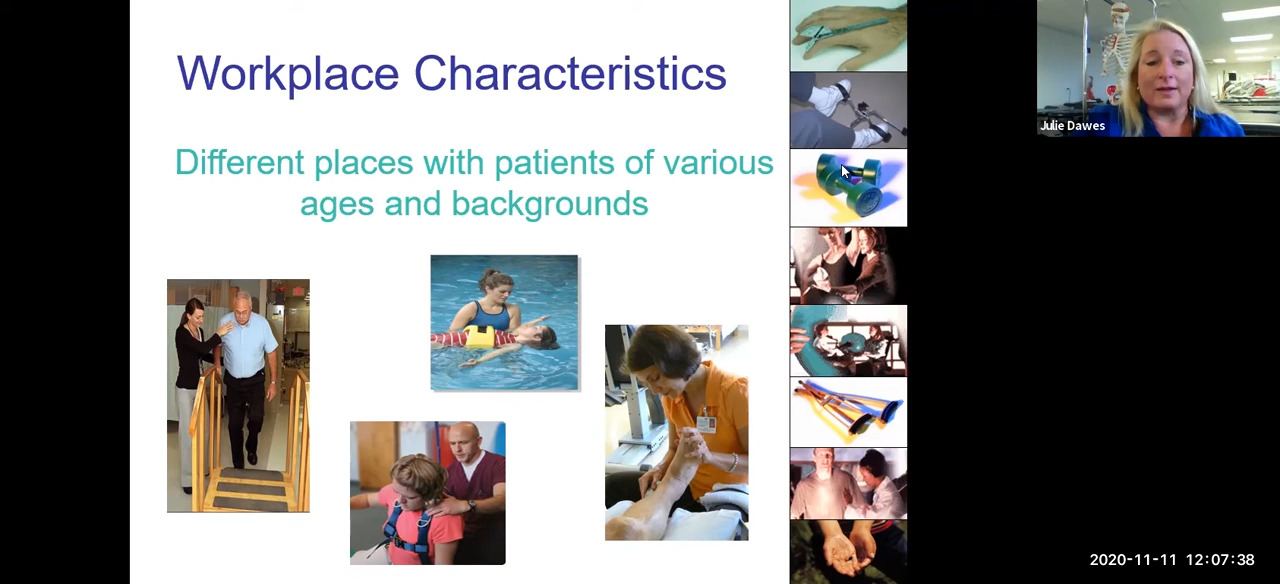 Workplace Characteristics
Different places with patients of various
ages and backgrounds
Julie Dawes
2020-11-11 12:07:38